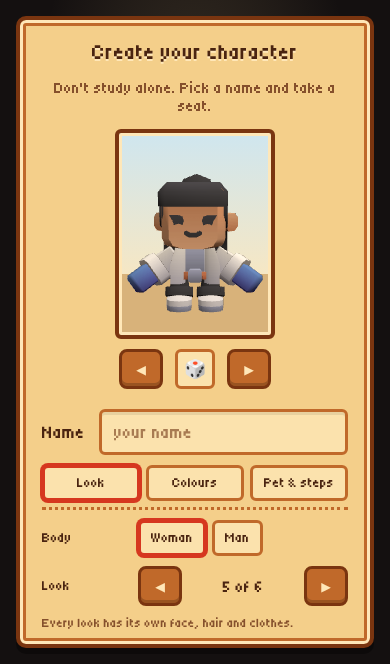 Create your character
Don't study alone. Pick a name and take a
seat.
◀ ▶
Name your name
Look Colours Pet & steps
Body Woman Man
Look ◀ 5 of 6 ▶
Every look has its own face, hair and clothes.